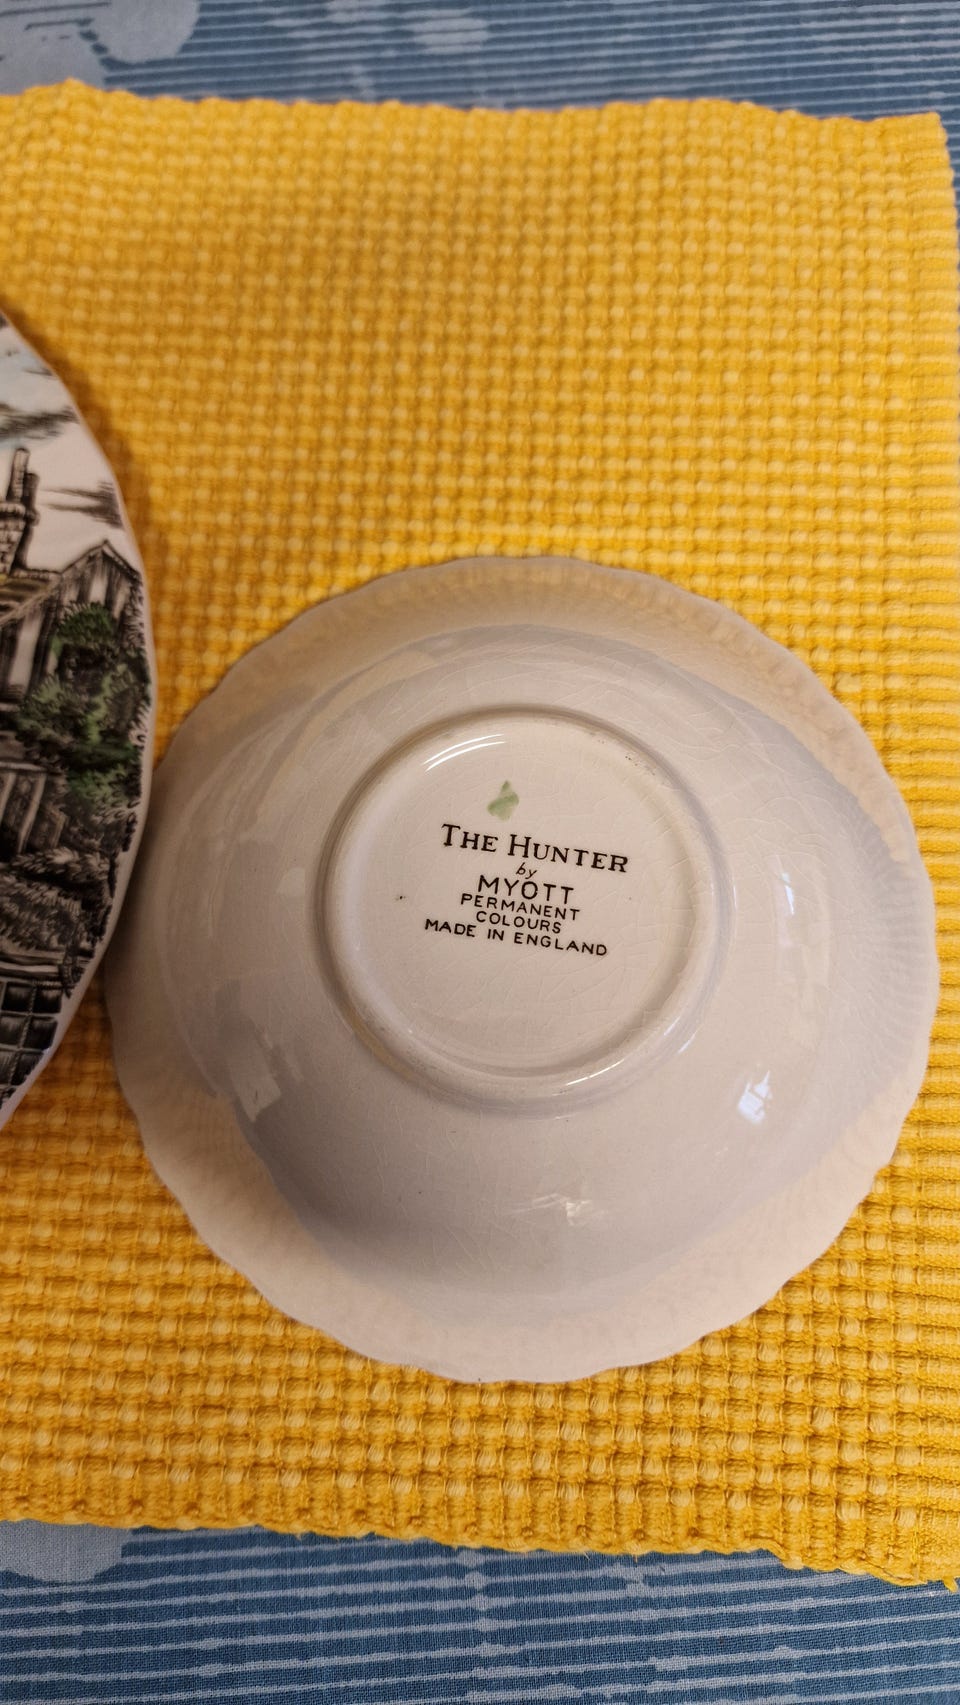 The Hunter
by
MYOTT
PERMANENT
COLOURS
MADE IN ENGLAND